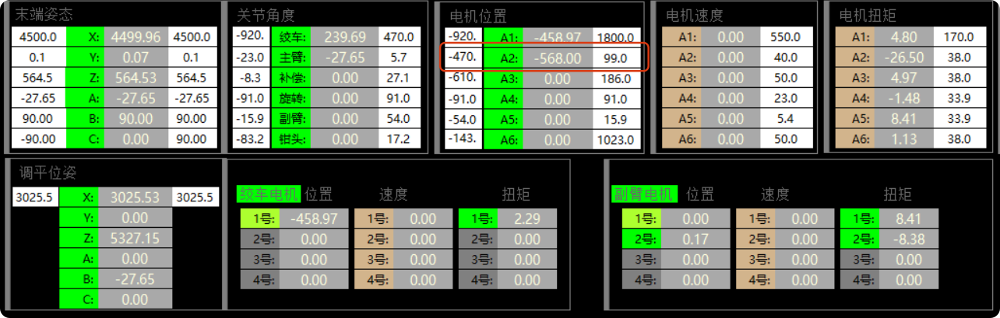 末端姿态 关节角度 电机位置 电机速度 电机扭矩
4500.0 X: 4499.96 4500.0 -920. 绞车: 239.69 470.0 -920. A1: -458.97 1800.0 A1: 0.00 550.0 A1: 4.80 170.0
0.1 Y: 0.07 0.1 -23.0 主臂: -27.65 5.7 -470. A2: -568.00 99.0 A2: 0.00 40.0 A2: -26.50 38.0
564.5 Z: 564.53 564.5 -8.3 补偿: 0.00 27.1 -610. A3: 0.00 186.0 A3: 0.00 50.0 A3: 4.97 38.0
-27.65 A: -27.65 -27.65 -91.0 旋转: 0.00 91.0 -91.0 A4: 0.00 91.0 A4: 0.00 23.0 A4: -1.48 33.9
90.00 B: 90.00 90.00 -15.9 副臂: 0.00 54.0 -54.0 A5: 0.00 15.9 A5: 0.00 5.4 A5: 8.41 33.9
-90.00 C: 0.00 90.00 -83.2 钳头: 0.00 17.2 -143. A6: 0.00 1023.0 A6: 0.00 50.0 A6: 1.13 38.0
调平位姿
3025.5 X: 3025.53 3025.5
Y: 0.00
Z: 5327.15
A: 0.00
B: -27.65
C: 0.00
绞车电机 位置 速度 扭矩
1号: -458.97 1号: 0.00 1号: 2.29
2号: 0.00 2号: 0.00 2号: 0.00
3号: 0.00 3号: 0.00 3号: 0.00
4号: 0.00 4号: 0.00 4号: 0.00
副臂电机 位置 速度 扭矩
1号: 0.00 1号: 0.00 1号: 8.41
2号: 0.17 2号: 0.00 2号: -8.38
3号: 0.00 3号: 0.00 3号: 0.00
4号: 0.00 4号: 0.00 4号: 0.00